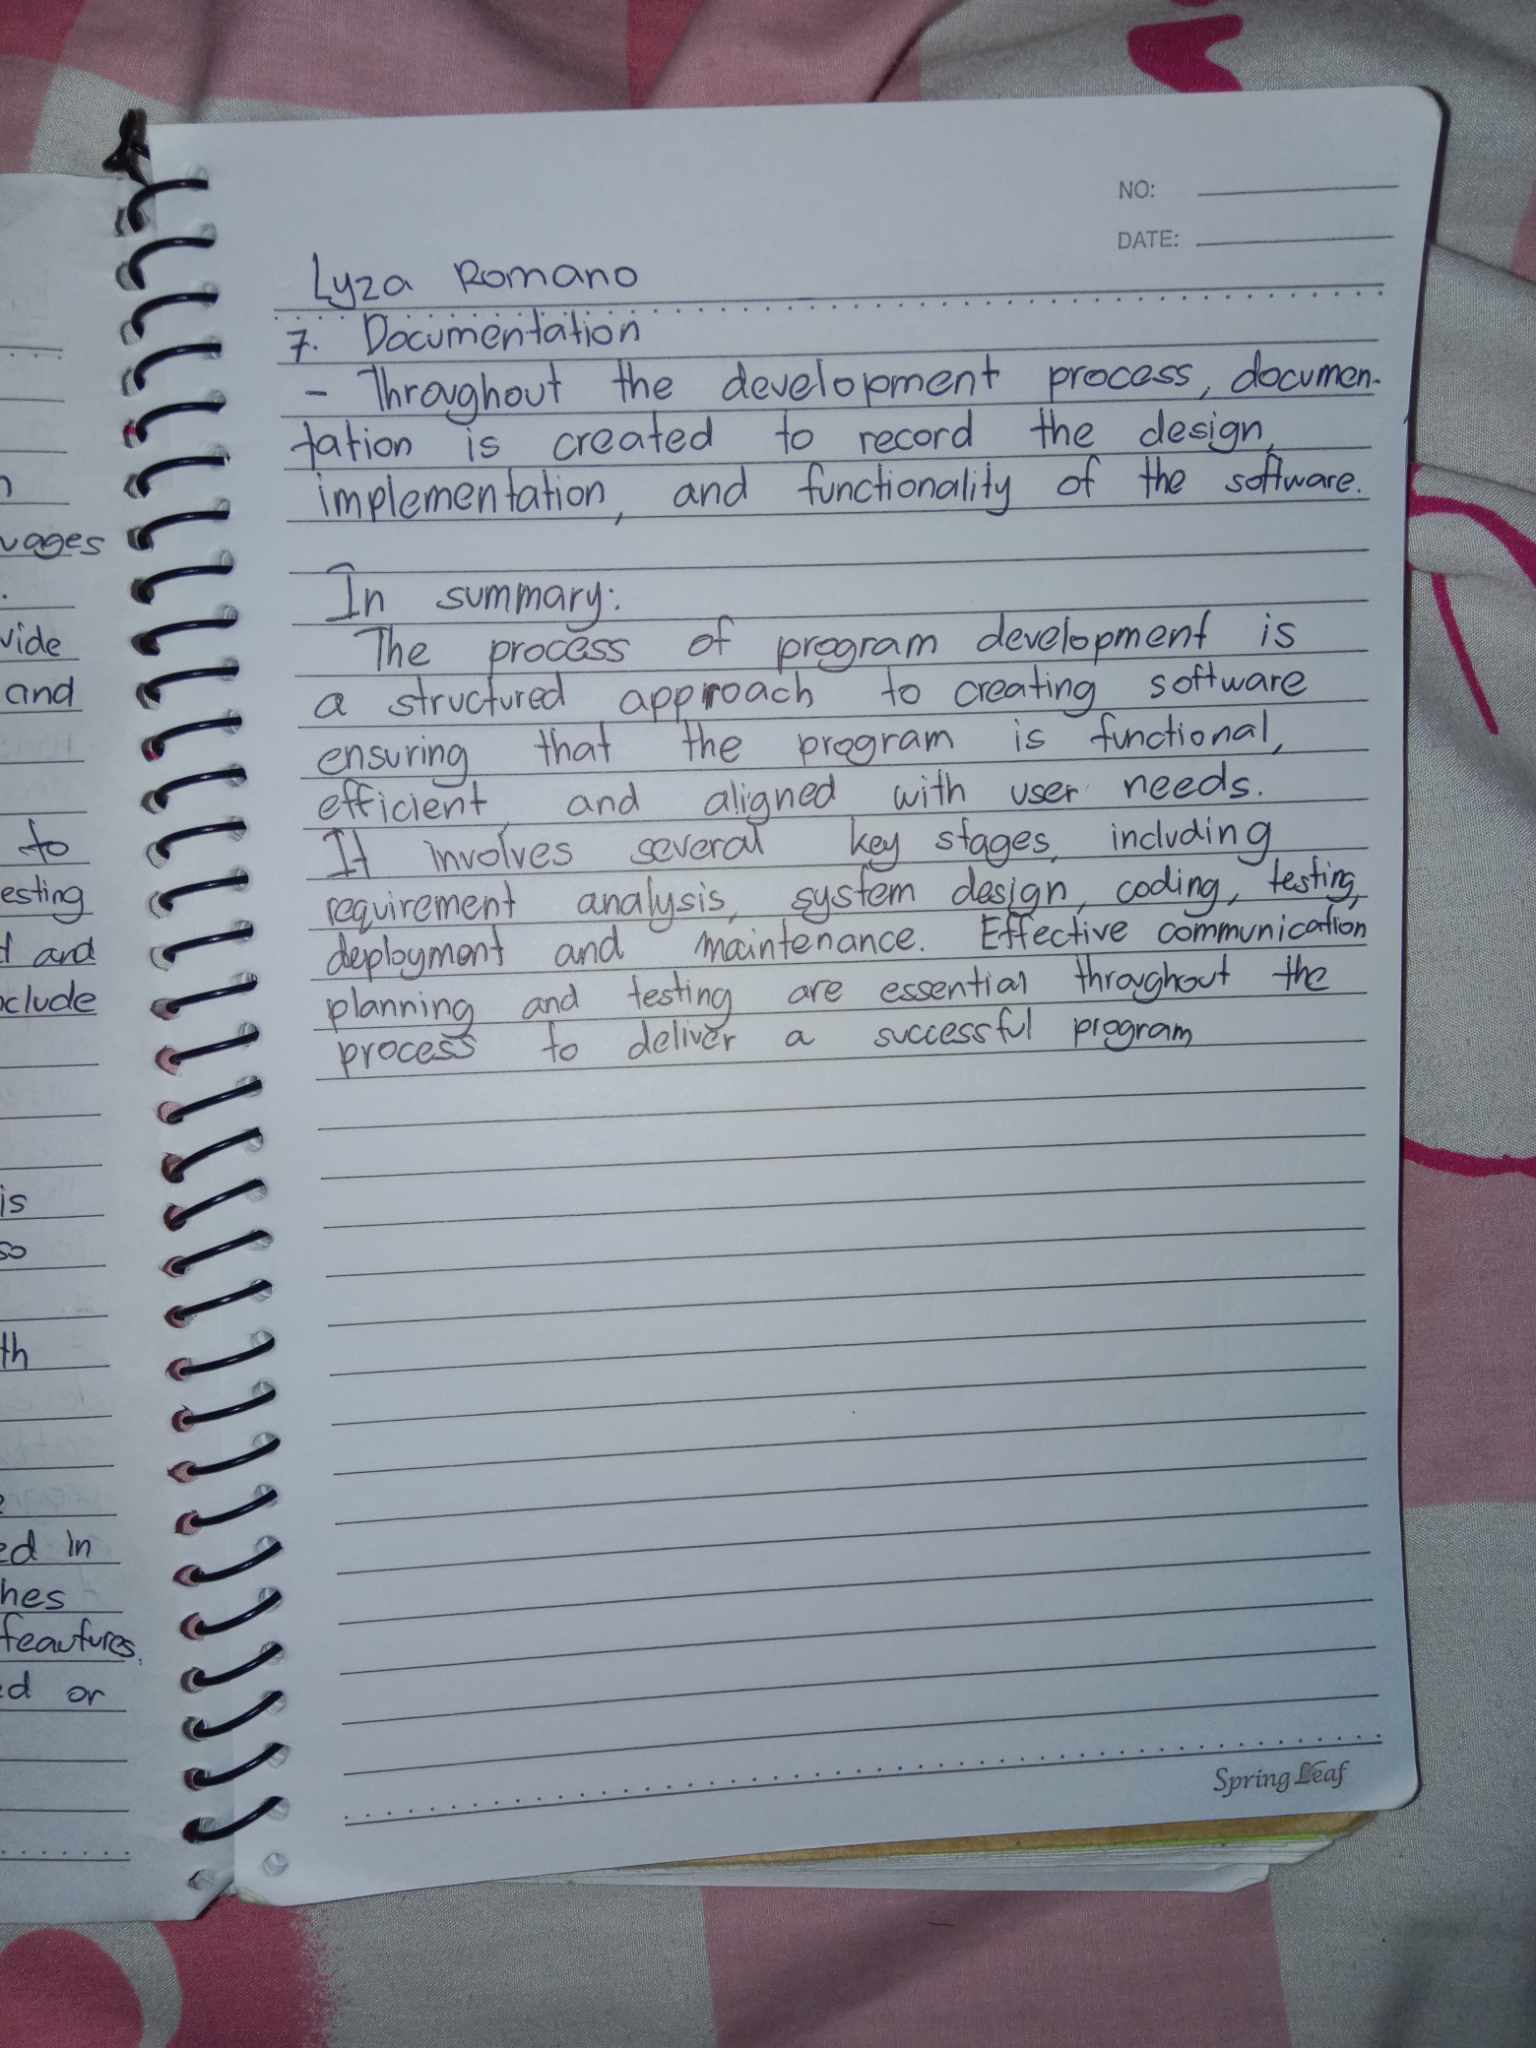 NO:
DATE:
Lyza Romano
7. Documentation
- Throughout the development process, documen-
tation is created to record the design,
implementation, and functionality of the software.
In summary:
The process of program development is
a structured approach to creating software
ensuring that the program is functional,
efficient, and aligned with user needs.
It involves several key stages, including
requirement analysis, system design, coding, testing,
deployment and maintenance. Effective communication
planning and testing are essential throughout the
process to deliver a successful program
Spring Leaf
vide
and
to
esting
and
is
so
th
ed in
hes
feautures.
ed or